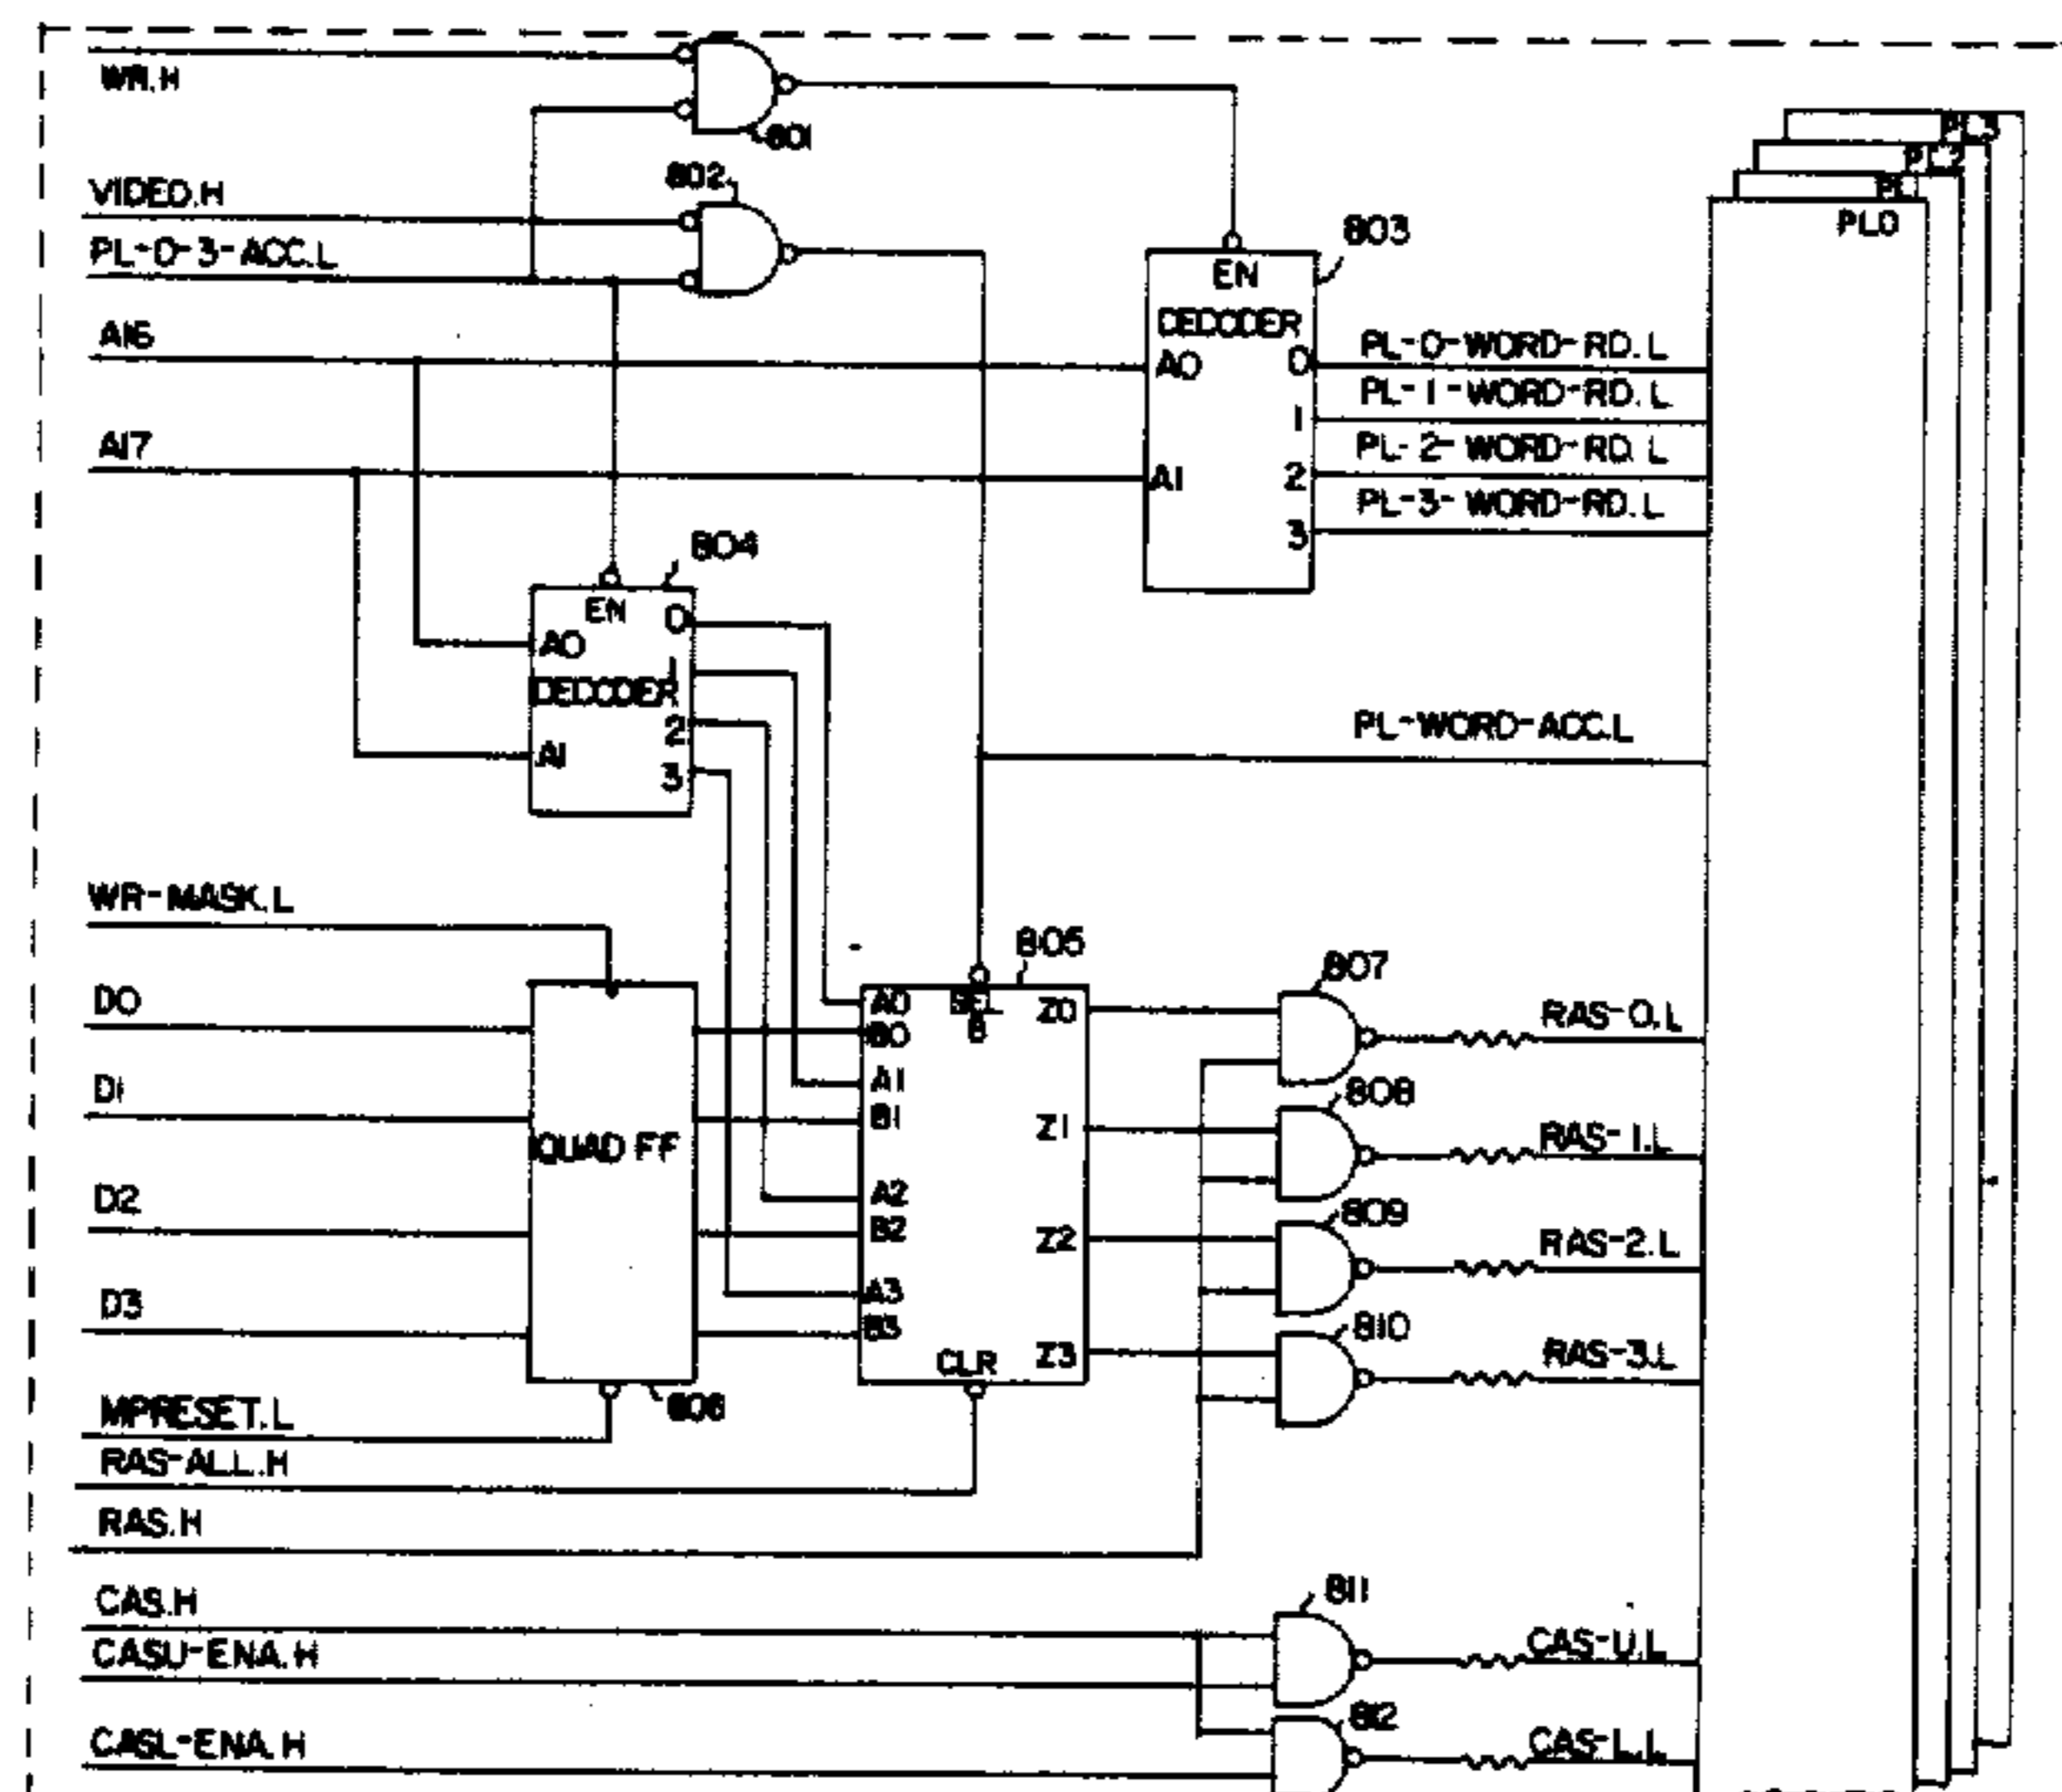 WR.H
801
PL3
PL2
PL1
PL0
VIDEO.H
802
PL-0-3-ACC.L
803
EN
DECODER
A16
A0
0
PL-0-WORD-RD.L
1
PL-1-WORD-RD.L
A17
A1
2
PL-2-WORD-RD.L
3
PL-3-WORD-RD.L
804
EN
0
A0
1
DECODER
2
A1
3
PL-WORD-ACC.L
WR-MASK.L
805
807
D0
A0
SEL
B
Z0
RAS-0.L
B0
D1
A1
808
B1
Z1
RAS-1.L
QUAD FF
D2
A2
809
B2
Z2
RAS-2.L
D3
A3
810
B3
CLR
Z3
RAS-3.L
MPRESET.L
806
RAS-ALL.H
RAS.H
CAS.H
811
CASU-ENA.H
CAS-U.L
812
CASL-ENA.H
CAS-L.L